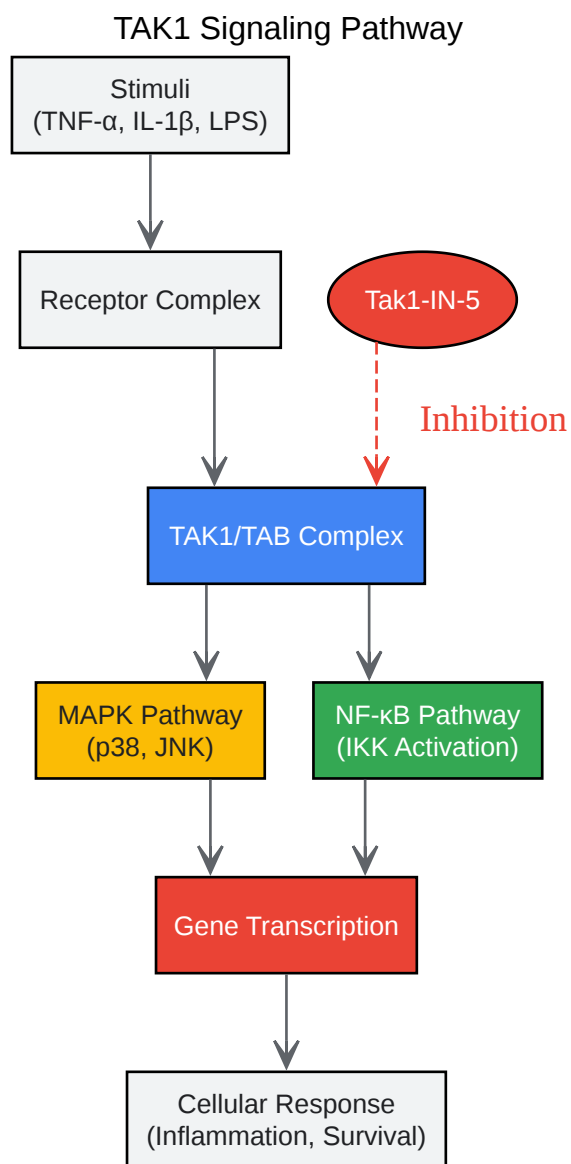 TAK1 Signaling Pathway
Stimuli
(TNF-α, IL-1β, LPS)
Receptor Complex
Tak1-IN-5
Inhibition
TAK1/TAB Complex
MAPK Pathway
(p38, JNK)
NF-κB Pathway
(IKK Activation)
Gene Transcription
Cellular Response
(Inflammation, Survival)